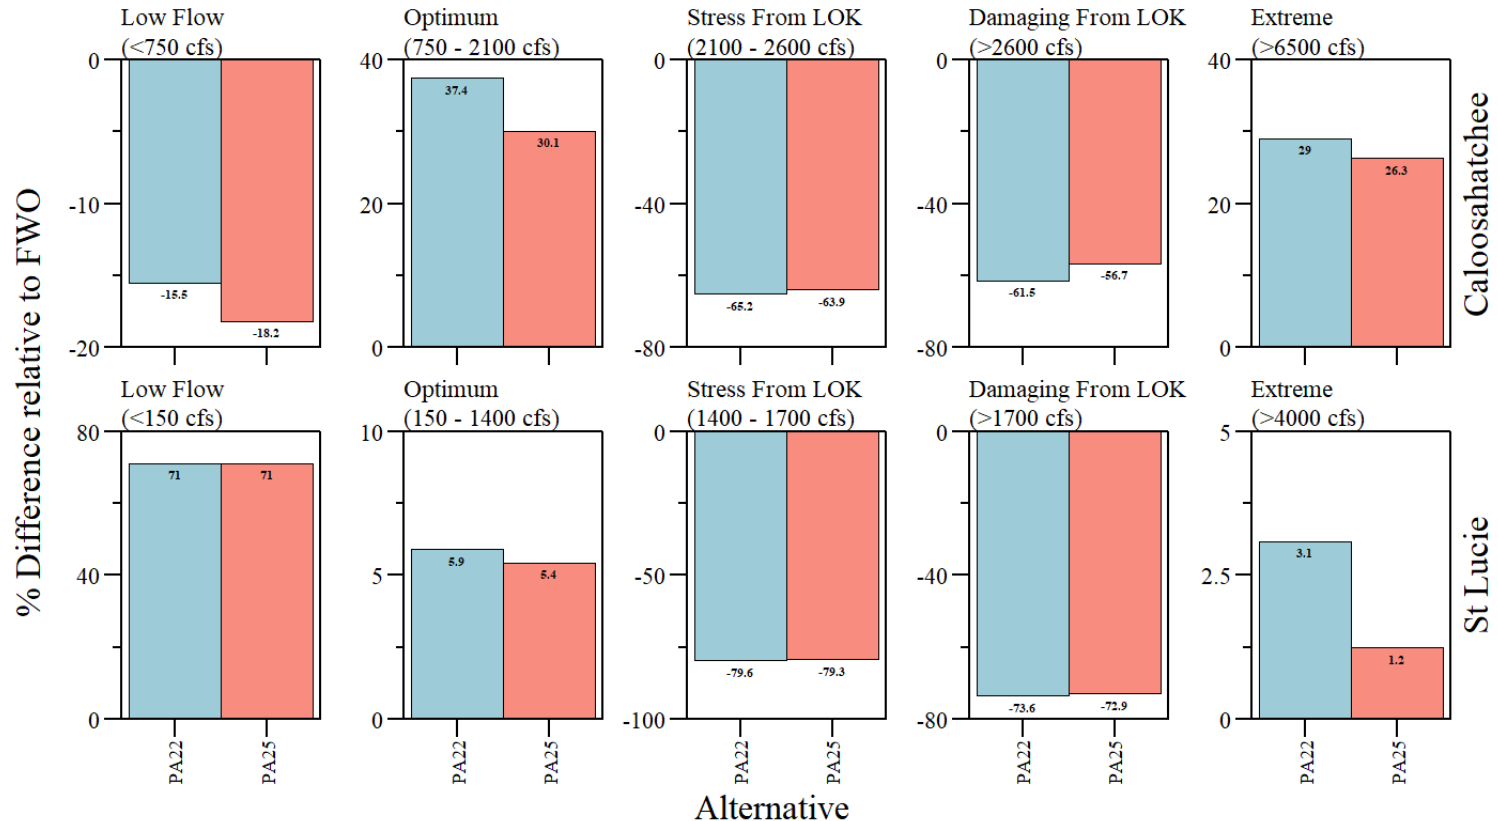 Low Flow
(<750 cfs)
Optimum
(750 - 2100 cfs)
Stress From LOK
(2100 - 2600 cfs)
Damaging From LOK
(>2600 cfs)
Extreme
(>6500 cfs)
0
-10
-20
-15.5
-18.2
40
20
0
37.4
30.1
0
-40
-80
-65.2
-63.9
0
-40
-80
-61.5
-56.7
40
20
0
29
26.3
Caloosahatchee
% Difference relative to FWO
Low Flow
(<150 cfs)
Optimum
(150 - 1400 cfs)
Stress From LOK
(1400 - 1700 cfs)
Damaging From LOK
(>1700 cfs)
Extreme
(>4000 cfs)
80
40
0
71
71
10
5
0
5.9
5.4
0
-50
-100
-79.6
-79.3
0
-40
-80
-73.6
-72.9
5
2.5
0
3.1
1.2
St Lucie
PA22
PA25
PA22
PA25
PA22
PA25
PA22
PA25
PA22
PA25
Alternative